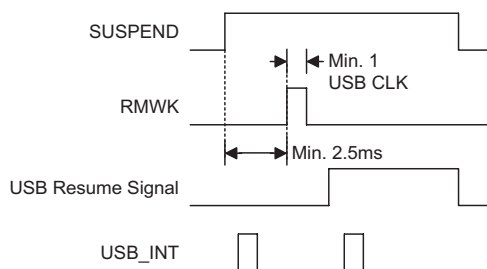 SUSPEND
Min. 1
USB CLK
RMWK
Min. 2.5ms
USB Resume Signal
USB_INT